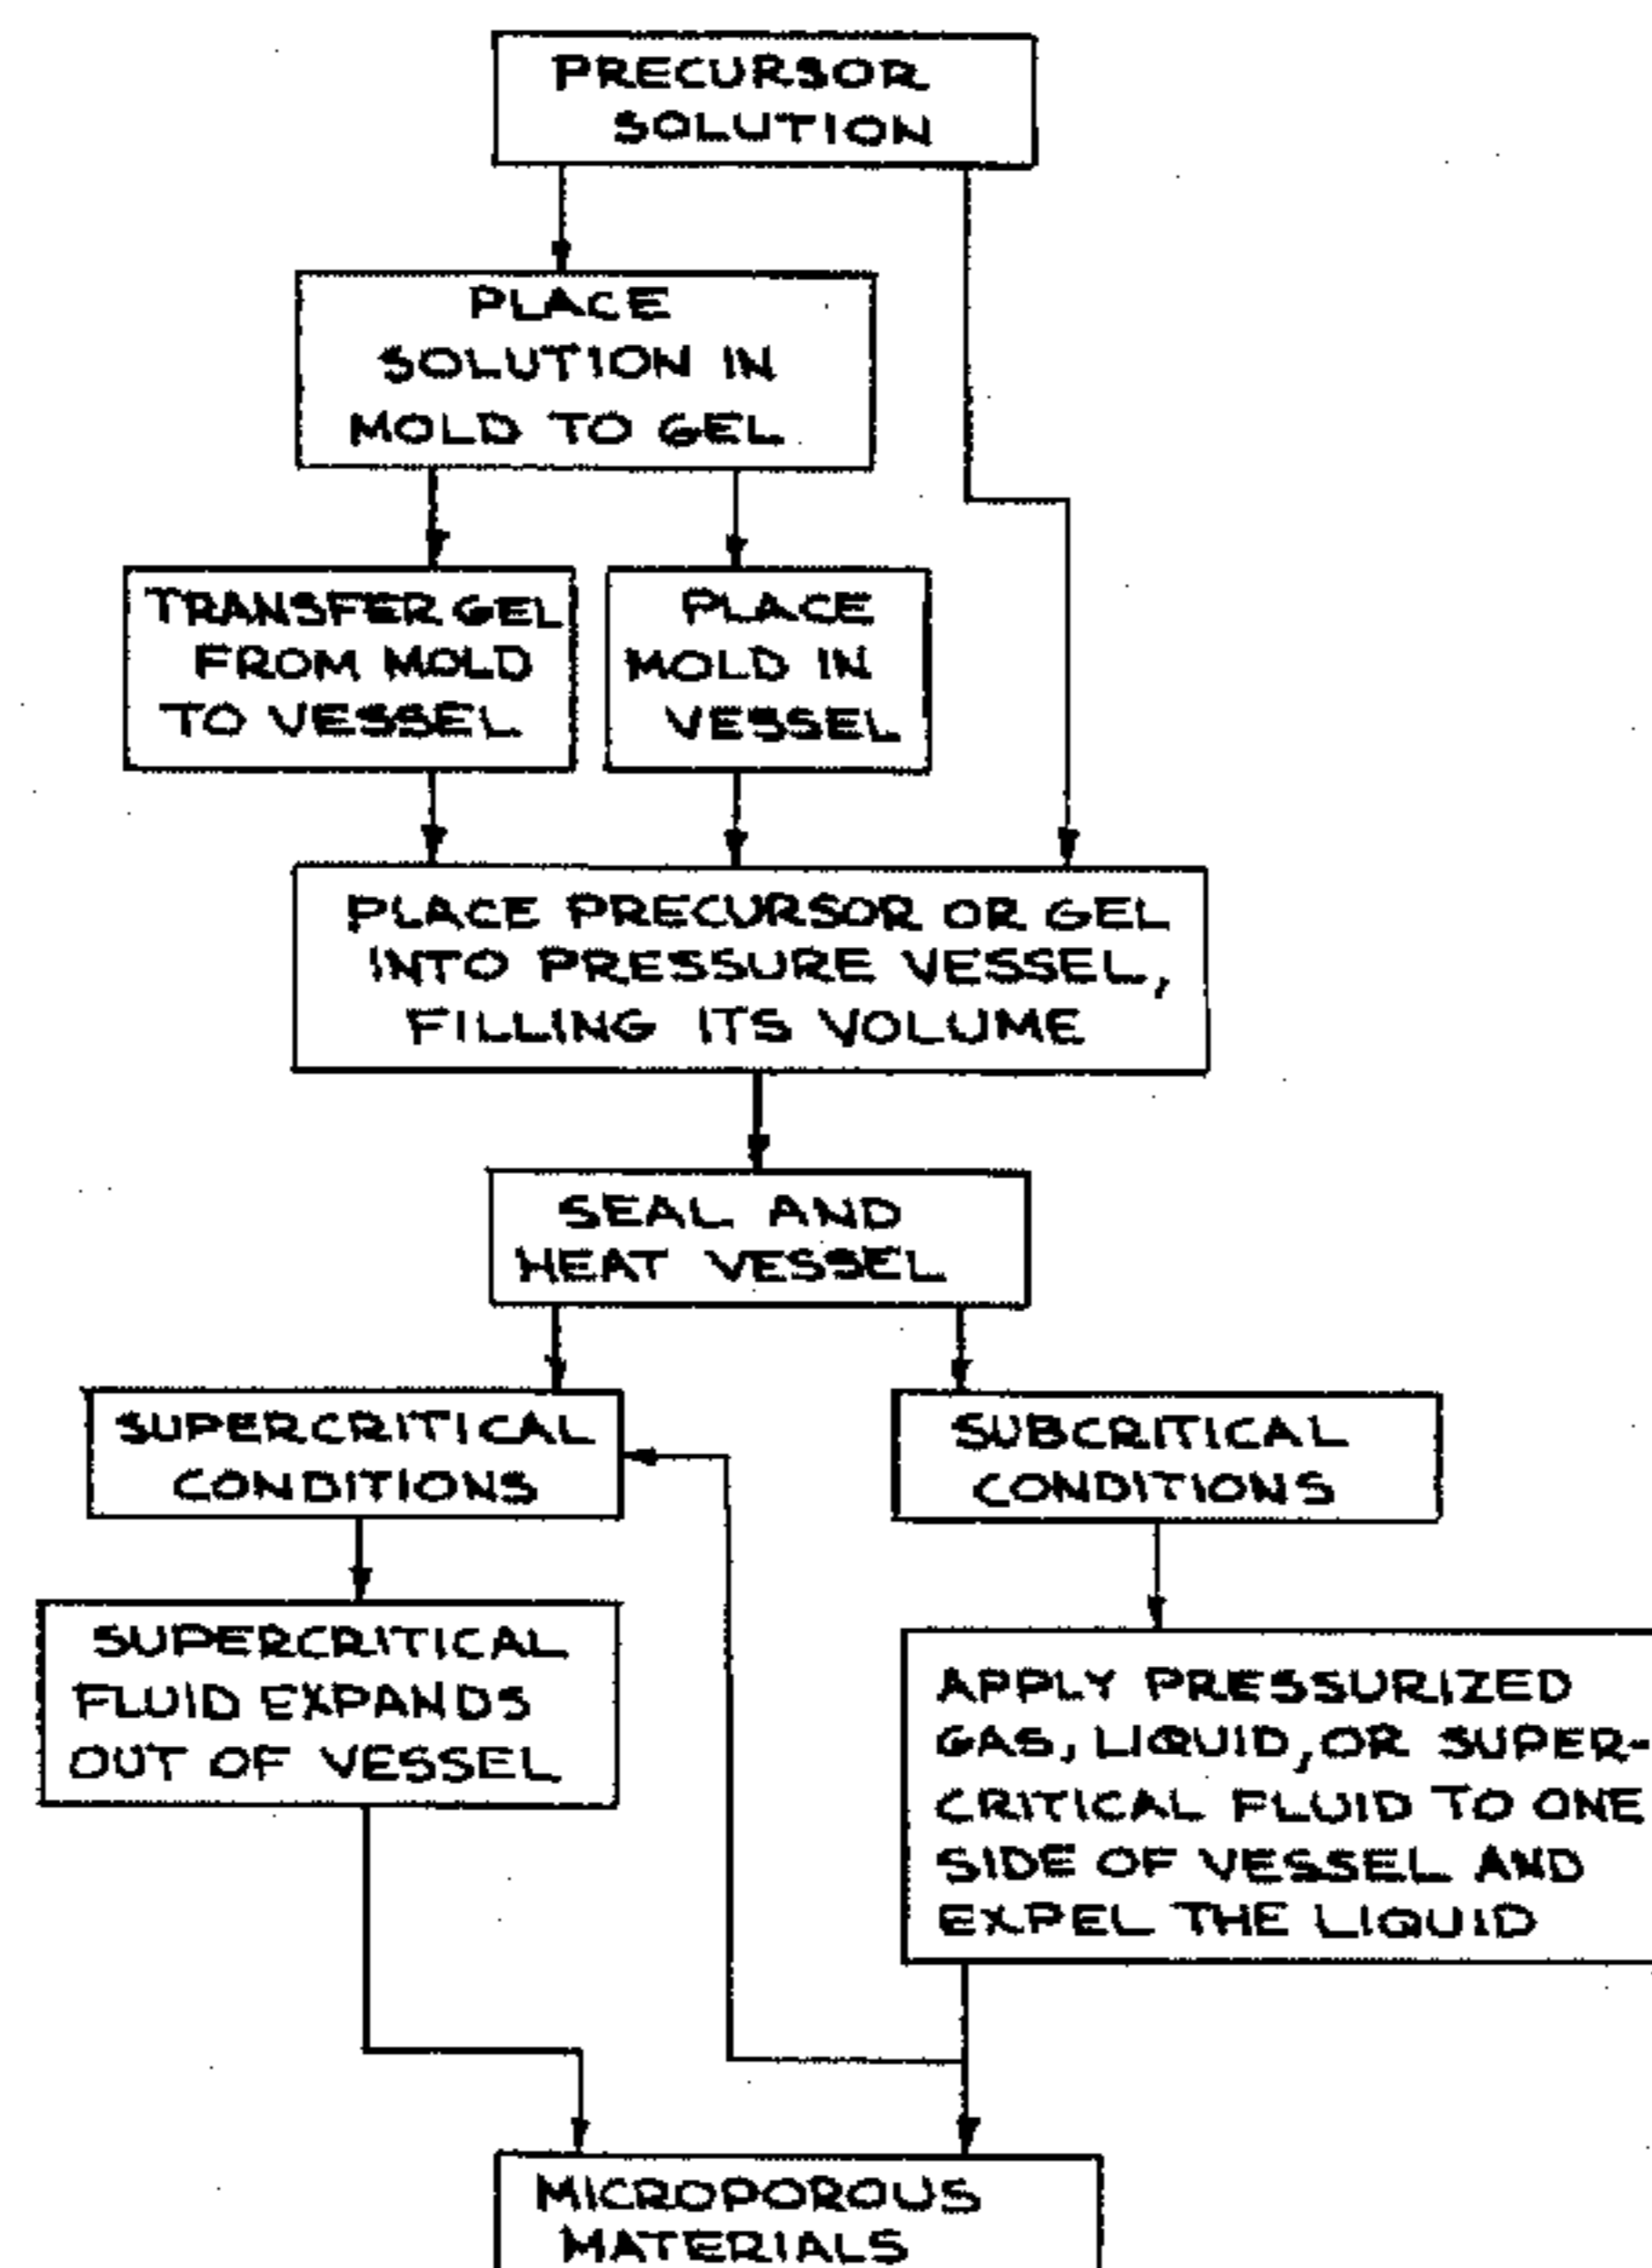 PRECURSOR
SOLUTION
PLACE
SOLUTION IN
MOLD TO GEL
TRANSFER GEL
FROM MOLD
TO VESSEL
PLACE
MOLD IN
VESSEL
PLACE PRECURSOR OR GEL
INTO PRESSURE VESSEL,
FILLING ITS VOLUME
SEAL AND
HEAT VESSEL
SUPERCRITICAL
CONDITIONS
SUBCRITICAL
CONDITIONS
SUPERCRITICAL
FLUID EXPANDS
OUT OF VESSEL
APPLY PRESSURIZED
GAS, LIQUID, OR SUPER-
CRITICAL FLUID TO ONE
SIDE OF VESSEL AND
EXPEL THE LIQUID
MICROPOROUS
MATERIALS